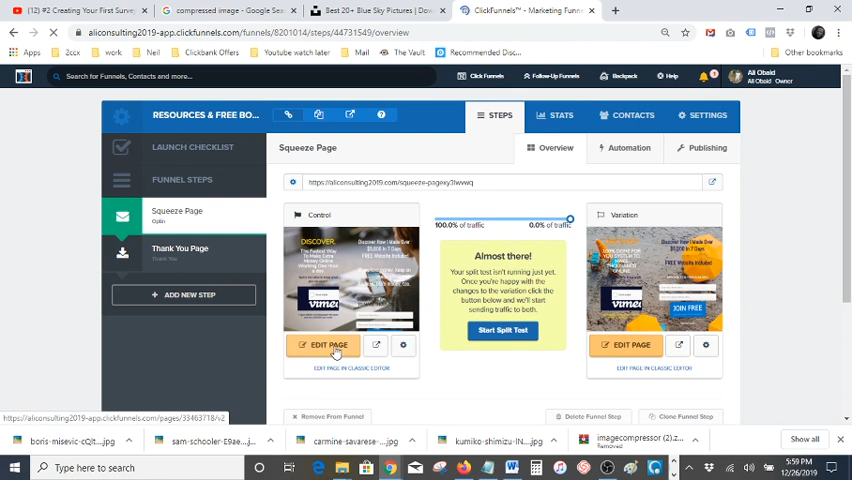 (12) #2 Creating Your First Surve
compressed image - Google Sea
Best 20+ Blue Sky Pictures | Dow
ClickFunnels™ - Marketing Funne
aliconsulting2019-app.clickfunnels.com/funnels/8201014/steps/44731549/overview
Apps
2ccx
work
Neil
Clickbank Offers
Youtube watch later
Mail
The Vault
Recommended Disc...
Other bookmarks
Search for Funnels, Contacts and more...
Click Funnels
Follow-Up Funnels
Backpack
Help
Ali Obaid
Owner
RESOURCES & FREE BO...
STEPS
STATS
CONTACTS
SETTINGS
LAUNCH CHECKLIST
FUNNEL STEPS
Squeeze Page
Optin
Thank You Page
Thank You
ADD NEW STEP
Squeeze Page
Overview
Automation
Publishing
Control
100.0% of traffic
0.0% of traffic
Variation
DISCOVER.
Almost there!
Your split test isn't running just yet.
Once you're happy with the
changes to the variation click the
button below and we'll start
sending traffic to both.
Start Split Test
JOIN FREE
EDIT PAGE
EDIT PAGE
EDIT PAGE IN CLASSIC EDITOR
EDIT PAGE IN CLASSIC EDITOR
Remove From Funnel
Delete Funnel Step
Clone Funnel Step
https://aliconsulting2019-app.clickfunnels.com/pages/33463718/v2
boris-misevic-cQIt....jpg
sam-schooler-E9ae....jpg
carmine-savarese-....jpg
kumiko-shimizu-IN....jpg
imagecompressor (2).z...
Removed
Show all
Type here to search
5:59 PM
12/26/2019